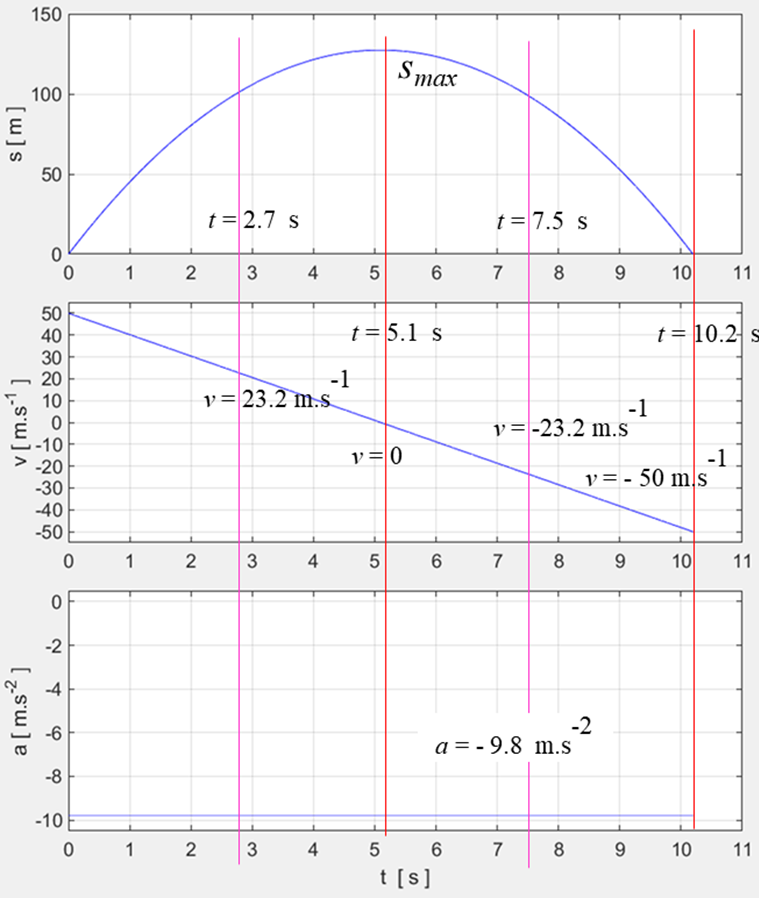 150
100
50
0
s [ m ]
s_max
t = 2.7 s
t = 7.5 s
0 1 2 3 4 5 6 7 8 9 10 11
50
40
30
20
10
0
-10
-20
-30
-40
-50
v [ m.s⁻¹ ]
t = 5.1 s
t = 10.2 s
v = 23.2 m.s⁻¹
v = -23.2 m.s⁻¹
v = 0
v = - 50 m.s⁻¹
0 1 2 3 4 5 6 7 8 9 10 11
0
-2
-4
-6
-8
-10
a [ m.s⁻² ]
a = - 9.8 m.s⁻²
0 1 2 3 4 5 6 7 8 9 10 11
t [ s ]